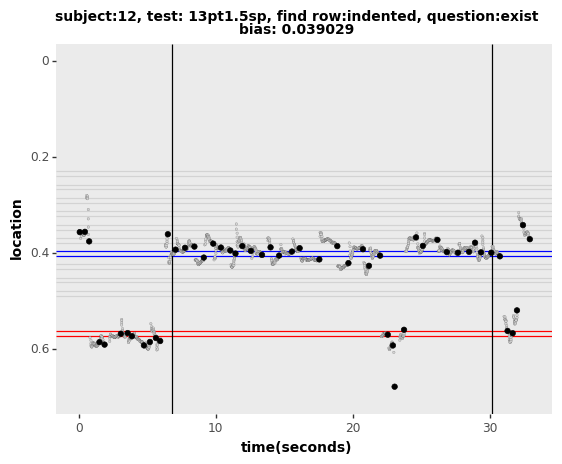 subject:12, test: 13pt1.5sp, find row:indented, question:exist
bias: 0.039029
0
0.2
0.4
0.6
location
0
10
20
30
time(seconds)